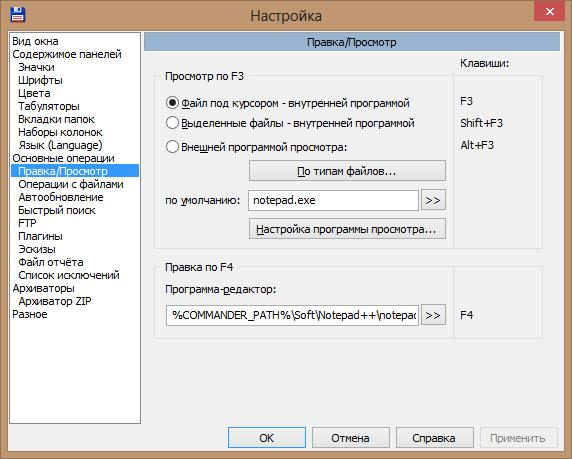 Настройка
Вид окна
Содержимое панелей
Значки
Шрифты
Цвета
Табуляторы
Вкладки папок
Наборы колонок
Язык (Language)
Основные операции
Правка/Просмотр
Операции с файлами
Автообновление
Быстрый поиск
FTP
Плагины
Эскизы
Файл отчёта
Список исключений
Архиваторы
Архиватор ZIP
Разное
Правка/Просмотр
Клавиши:
Просмотр по F3
Файл под курсором - внутренней программой F3
Выделенные файлы - внутренней программой Shift+F3
Внешней программой просмотра: Alt+F3
По типам файлов...
по умолчанию: notepad.exe >>
Настройка программы просмотра...
Правка по F4
Программа-редактор:
%COMMANDER_PATH%\Soft\Notepad++\notepad >> F4
OK Отмена Справка Применить